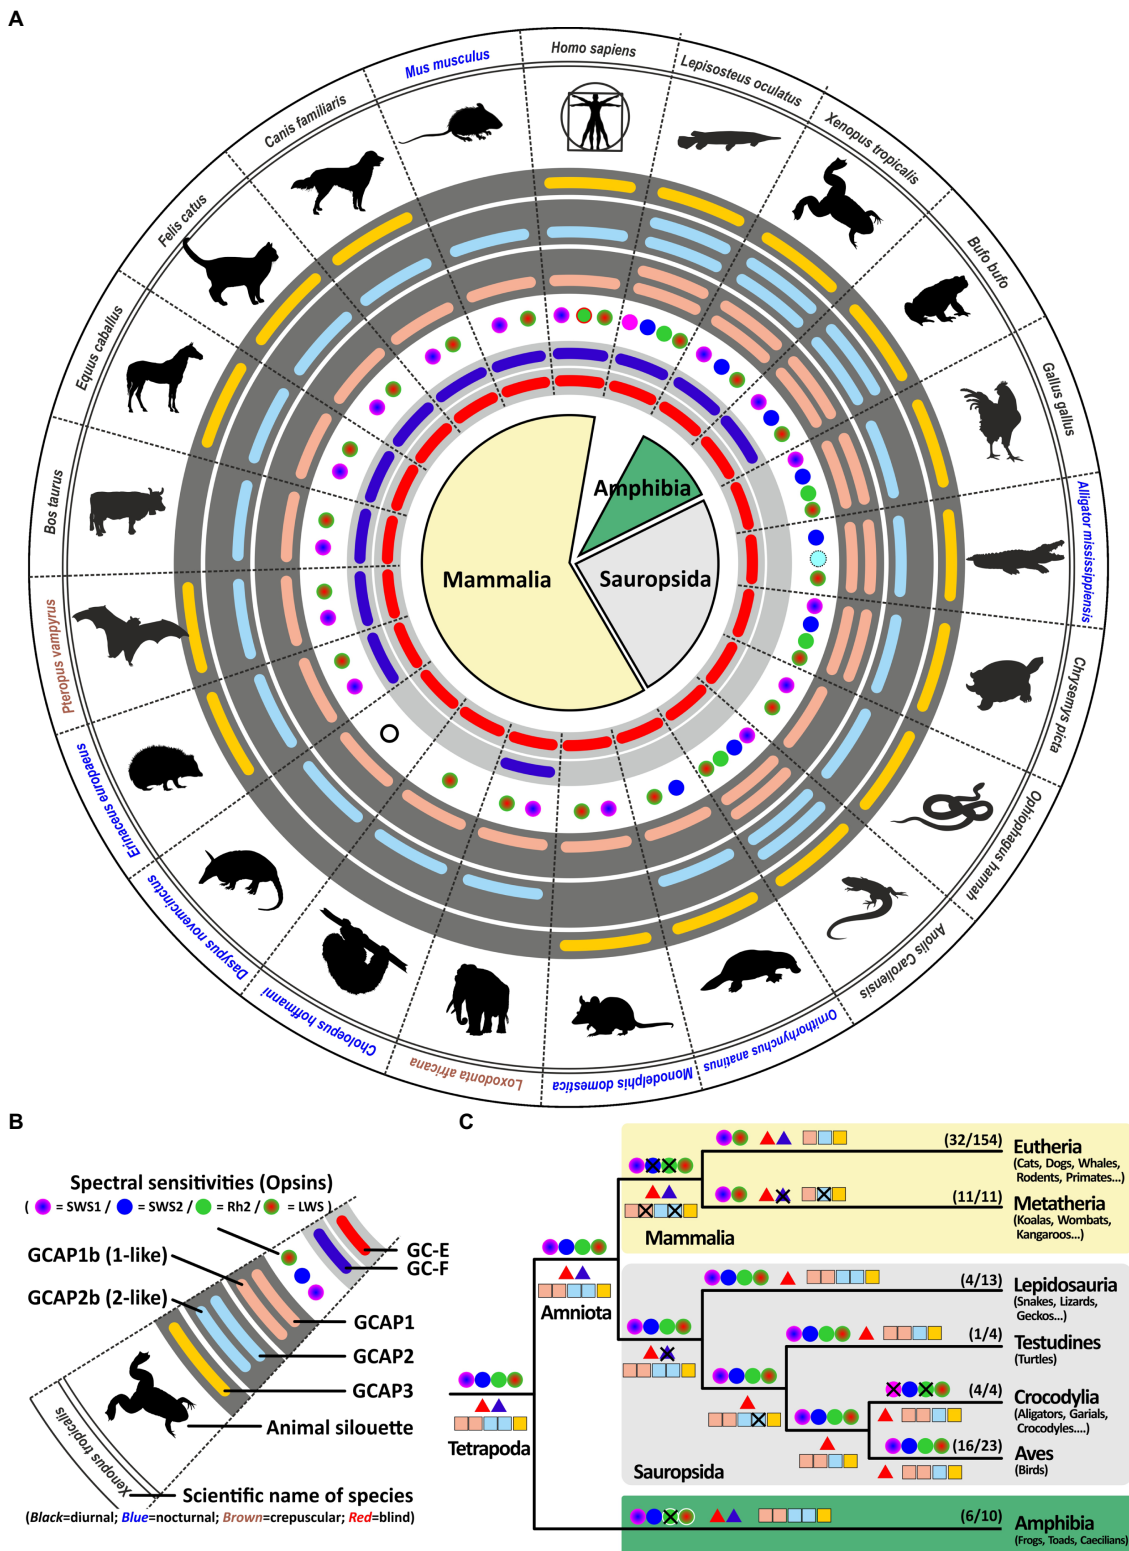 A
Homo sapiens
Lepisosteus oculatus
Xenopus tropicalis
Bufo bufo
Gallus gallus
Alligator mississippiensis
Chrysemys picta
Ophiophagus hannah
Anolis Caroliensis
Ornithorhynchus anatinus
Monodelphis domestica
Loxodonta africana
Choloepus hoffmanni
Dasypus novemcinctus
Erinaceus europaeus
Pteropus vampyrus
Bos taurus
Equus caballus
Felis catus
Canis familiaris
Mus musculus
Amphibia
Mammalia
Sauropsida
B
Spectral sensitivities (Opsins)
( = SWS1 / = SWS2 / = Rh2 / = LWS )
GCAP1b (1-like)
GCAP2b (2-like)
GC-E
GC-F
GCAP1
GCAP2
GCAP3
Animal silouette
Xenopus tropicalis
Scientific name of species
(Black=diurnal; Blue=nocturnal; Brown=crepuscular; Red=blind)
C
(32/154)
Eutheria
(Cats, Dogs, Whales,
Rodents, Primates...)
(11/11)
Metatheria
(Koalas, Wombats,
Kangaroos...)
Mammalia
Amniota
(4/13)
Lepidosauria
(Snakes, Lizards,
Geckos...)
(1/4)
Testudines
(Turtles)
(4/4)
Crocodylia
(Aligators, Garials,
Crocodyles....)
(16/23)
Aves
(Birds)
Sauropsida
Tetrapoda
(6/10)
Amphibia
(Frogs, Toads, Caecilians)